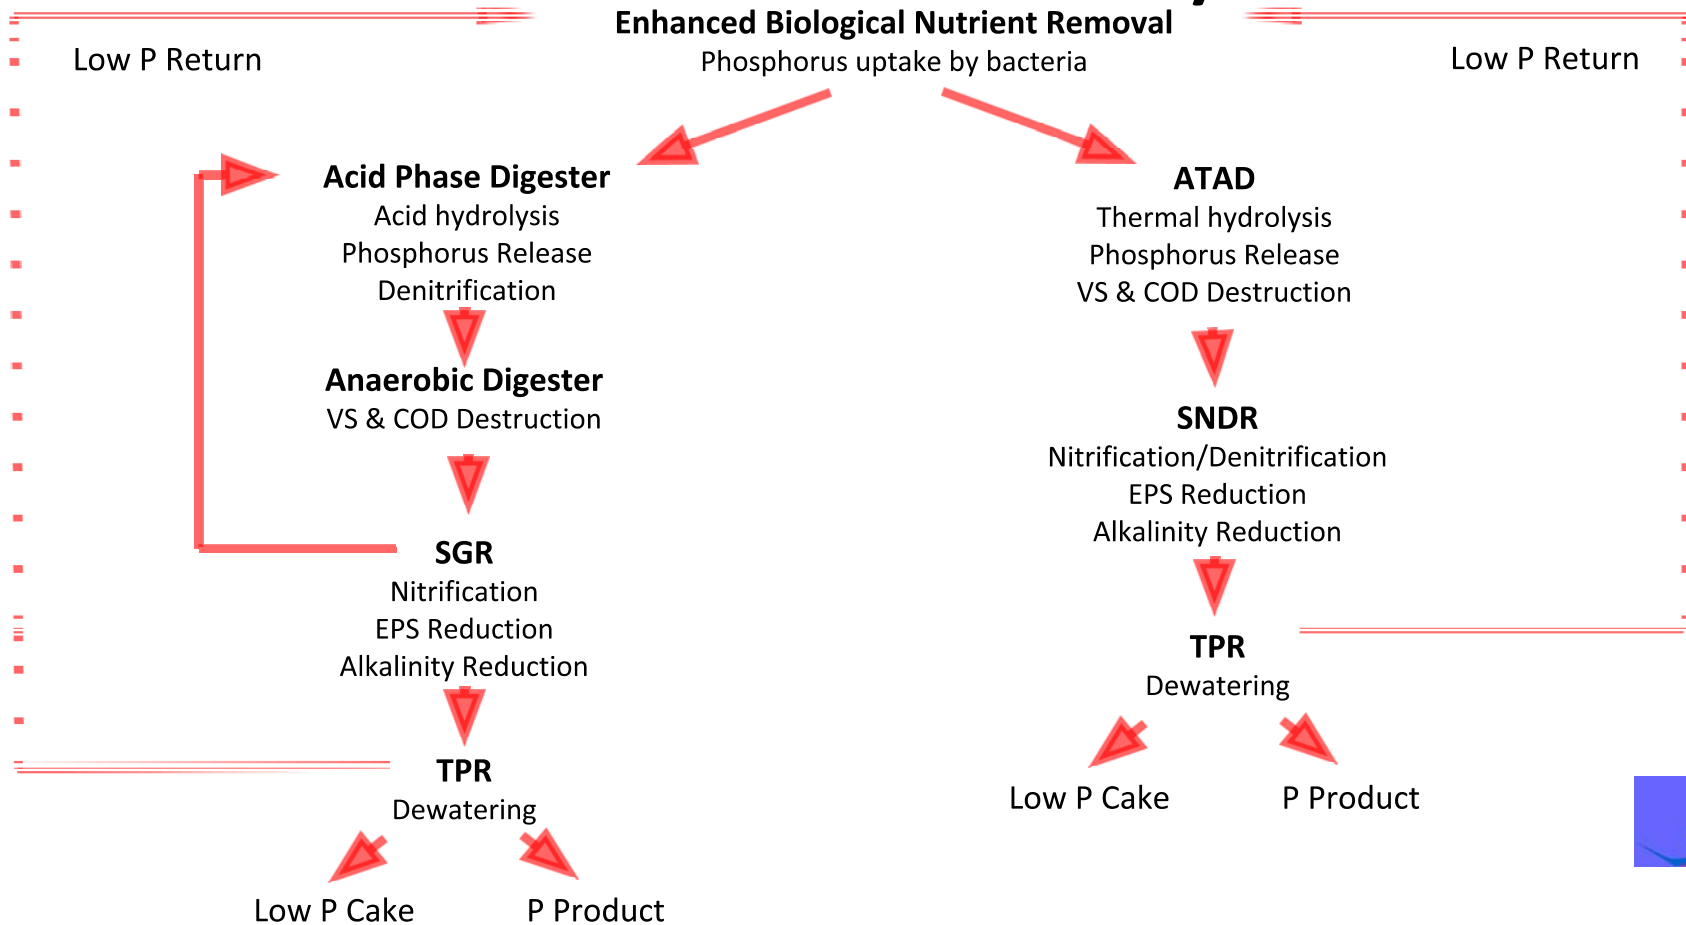 Enhanced Biological Nutrient Removal
Phosphorus uptake by bacteria
Low P Return
Low P Return
Acid Phase Digester
Acid hydrolysis
Phosphorus Release
Denitrification
Anaerobic Digester
VS & COD Destruction
SGR
Nitrification
EPS Reduction
Alkalinity Reduction
TPR
Dewatering
Low P Cake
P Product
ATAD
Thermal hydrolysis
Phosphorus Release
VS & COD Destruction
SNDR
Nitrification/Denitrification
EPS Reduction
Alkalinity Reduction
TPR
Dewatering
Low P Cake
P Product